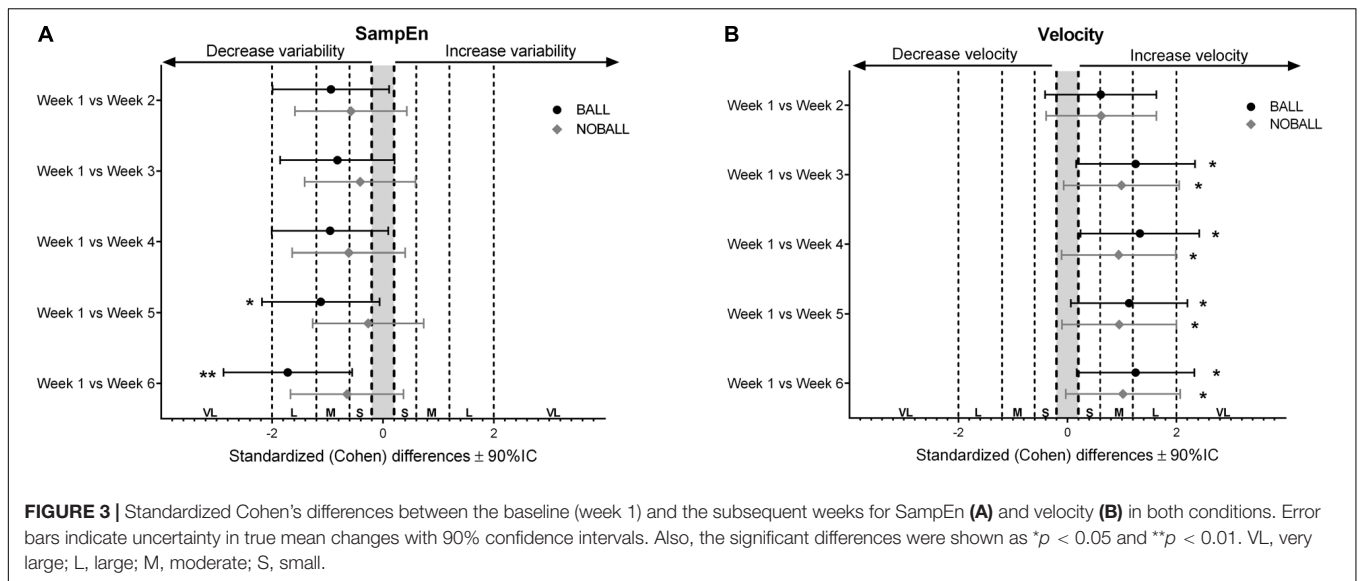 A
SampEn
Decrease variability
Increase variability
Week 1 vs Week 2
Week 1 vs Week 3
Week 1 vs Week 4
Week 1 vs Week 5
*
Week 1 vs Week 6
**
BALL
NOBALL
VL L M S S M L VL
-2 0 2
Standardized (Cohen) differences ± 90%IC
B
Velocity
Decrease velocity
Increase velocity
Week 1 vs Week 2
Week 1 vs Week 3
*
*
Week 1 vs Week 4
*
*
Week 1 vs Week 5
*
*
Week 1 vs Week 6
*
*
BALL
NOBALL
VL L M S S M L VL
-2 0 2
Standardized (Cohen) differences ± 90%IC
FIGURE 3 | Standardized Cohen's differences between the baseline (week 1) and the subsequent weeks for SampEn (A) and velocity (B) in both conditions. Error
bars indicate uncertainty in true mean changes with 90% confidence intervals. Also, the significant differences were shown as *p < 0.05 and **p < 0.01. VL, very
large; L, large; M, moderate; S, small.